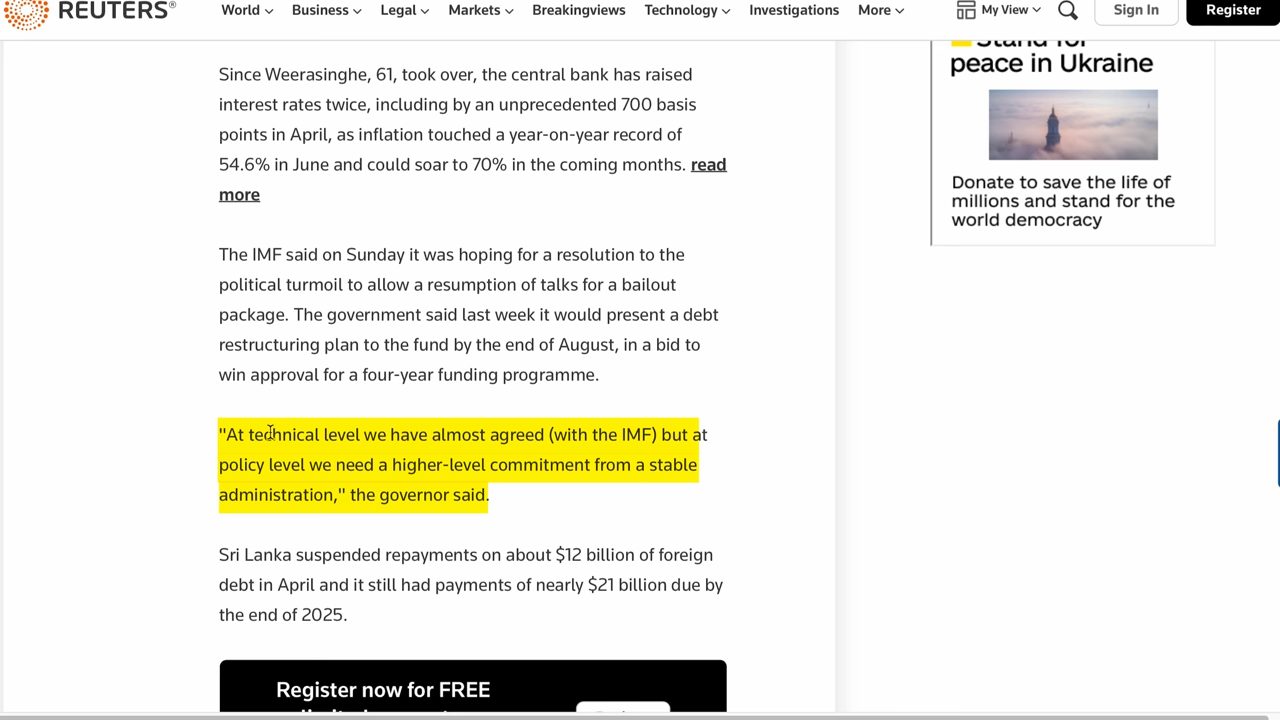 REUTERS®
World Business Legal Markets Breakingviews Technology Investigations More My View Sign In Register
Since Weerasinghe, 61, took over, the central bank has raised
interest rates twice, including by an unprecedented 700 basis
points in April, as inflation touched a year-on-year record of
54.6% in June and could soar to 70% in the coming months. read
more
The IMF said on Sunday it was hoping for a resolution to the
political turmoil to allow a resumption of talks for a bailout
package. The government said last week it would present a debt
restructuring plan to the fund by the end of August, in a bid to
win approval for a four-year funding programme.
"At technical level we have almost agreed (with the IMF) but at
policy level we need a higher-level commitment from a stable
administration," the governor said.
Sri Lanka suspended repayments on about $12 billion of foreign
debt in April and it still had payments of nearly $21 billion due by
the end of 2025.
Register now for FREE
Stand for
peace in Ukraine
Donate to save the life of
millions and stand for the
world democracy